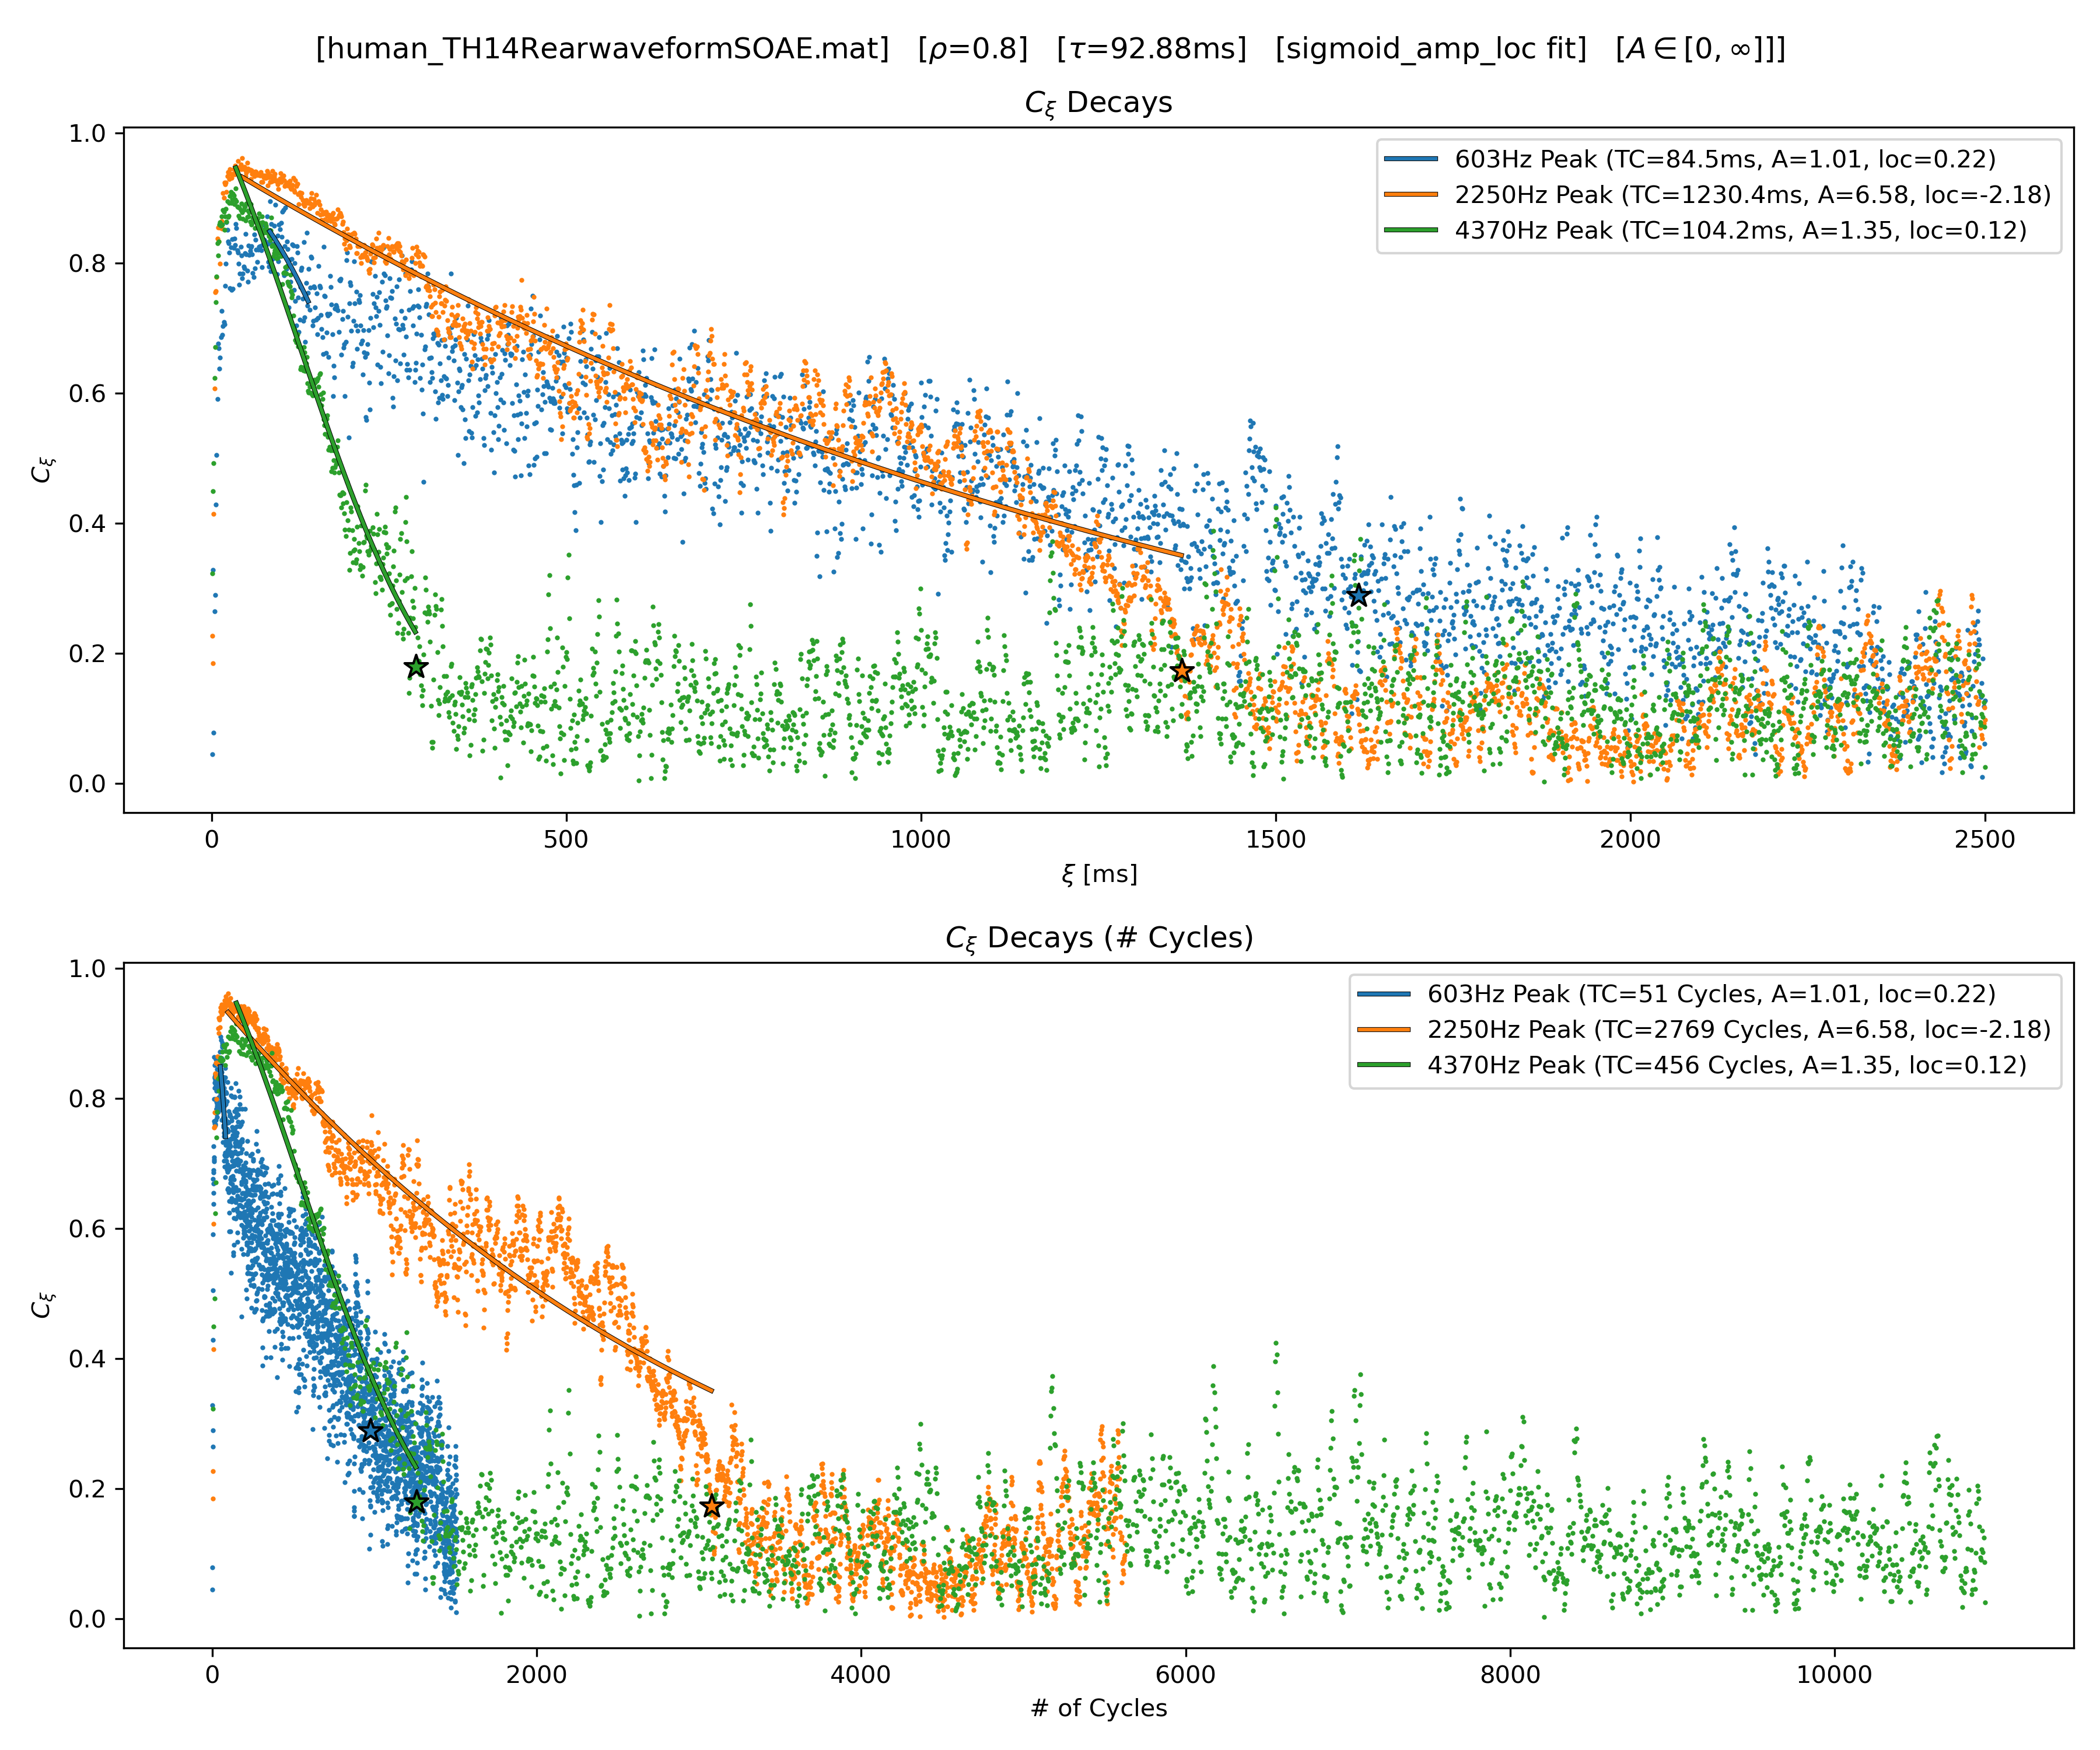 [human_TH14RearwaveformSOAE.mat] [ρ=0.8] [τ=92.88ms] [sigmoid_amp_loc fit] [A ∈ [0, ∞]]]
C_ξ Decays
1.0
0.8
0.6
0.4
0.2
0.0
C_ξ
603Hz Peak (TC=84.5ms, A=1.01, loc=0.22)
2250Hz Peak (TC=1230.4ms, A=6.58, loc=-2.18)
4370Hz Peak (TC=104.2ms, A=1.35, loc=0.12)
0 500 1000 1500 2000 2500
ξ [ms]
C_ξ Decays (# Cycles)
1.0
0.8
0.6
0.4
0.2
0.0
C_ξ
603Hz Peak (TC=51 Cycles, A=1.01, loc=0.22)
2250Hz Peak (TC=2769 Cycles, A=6.58, loc=-2.18)
4370Hz Peak (TC=456 Cycles, A=1.35, loc=0.12)
0 2000 4000 6000 8000 10000
# of Cycles